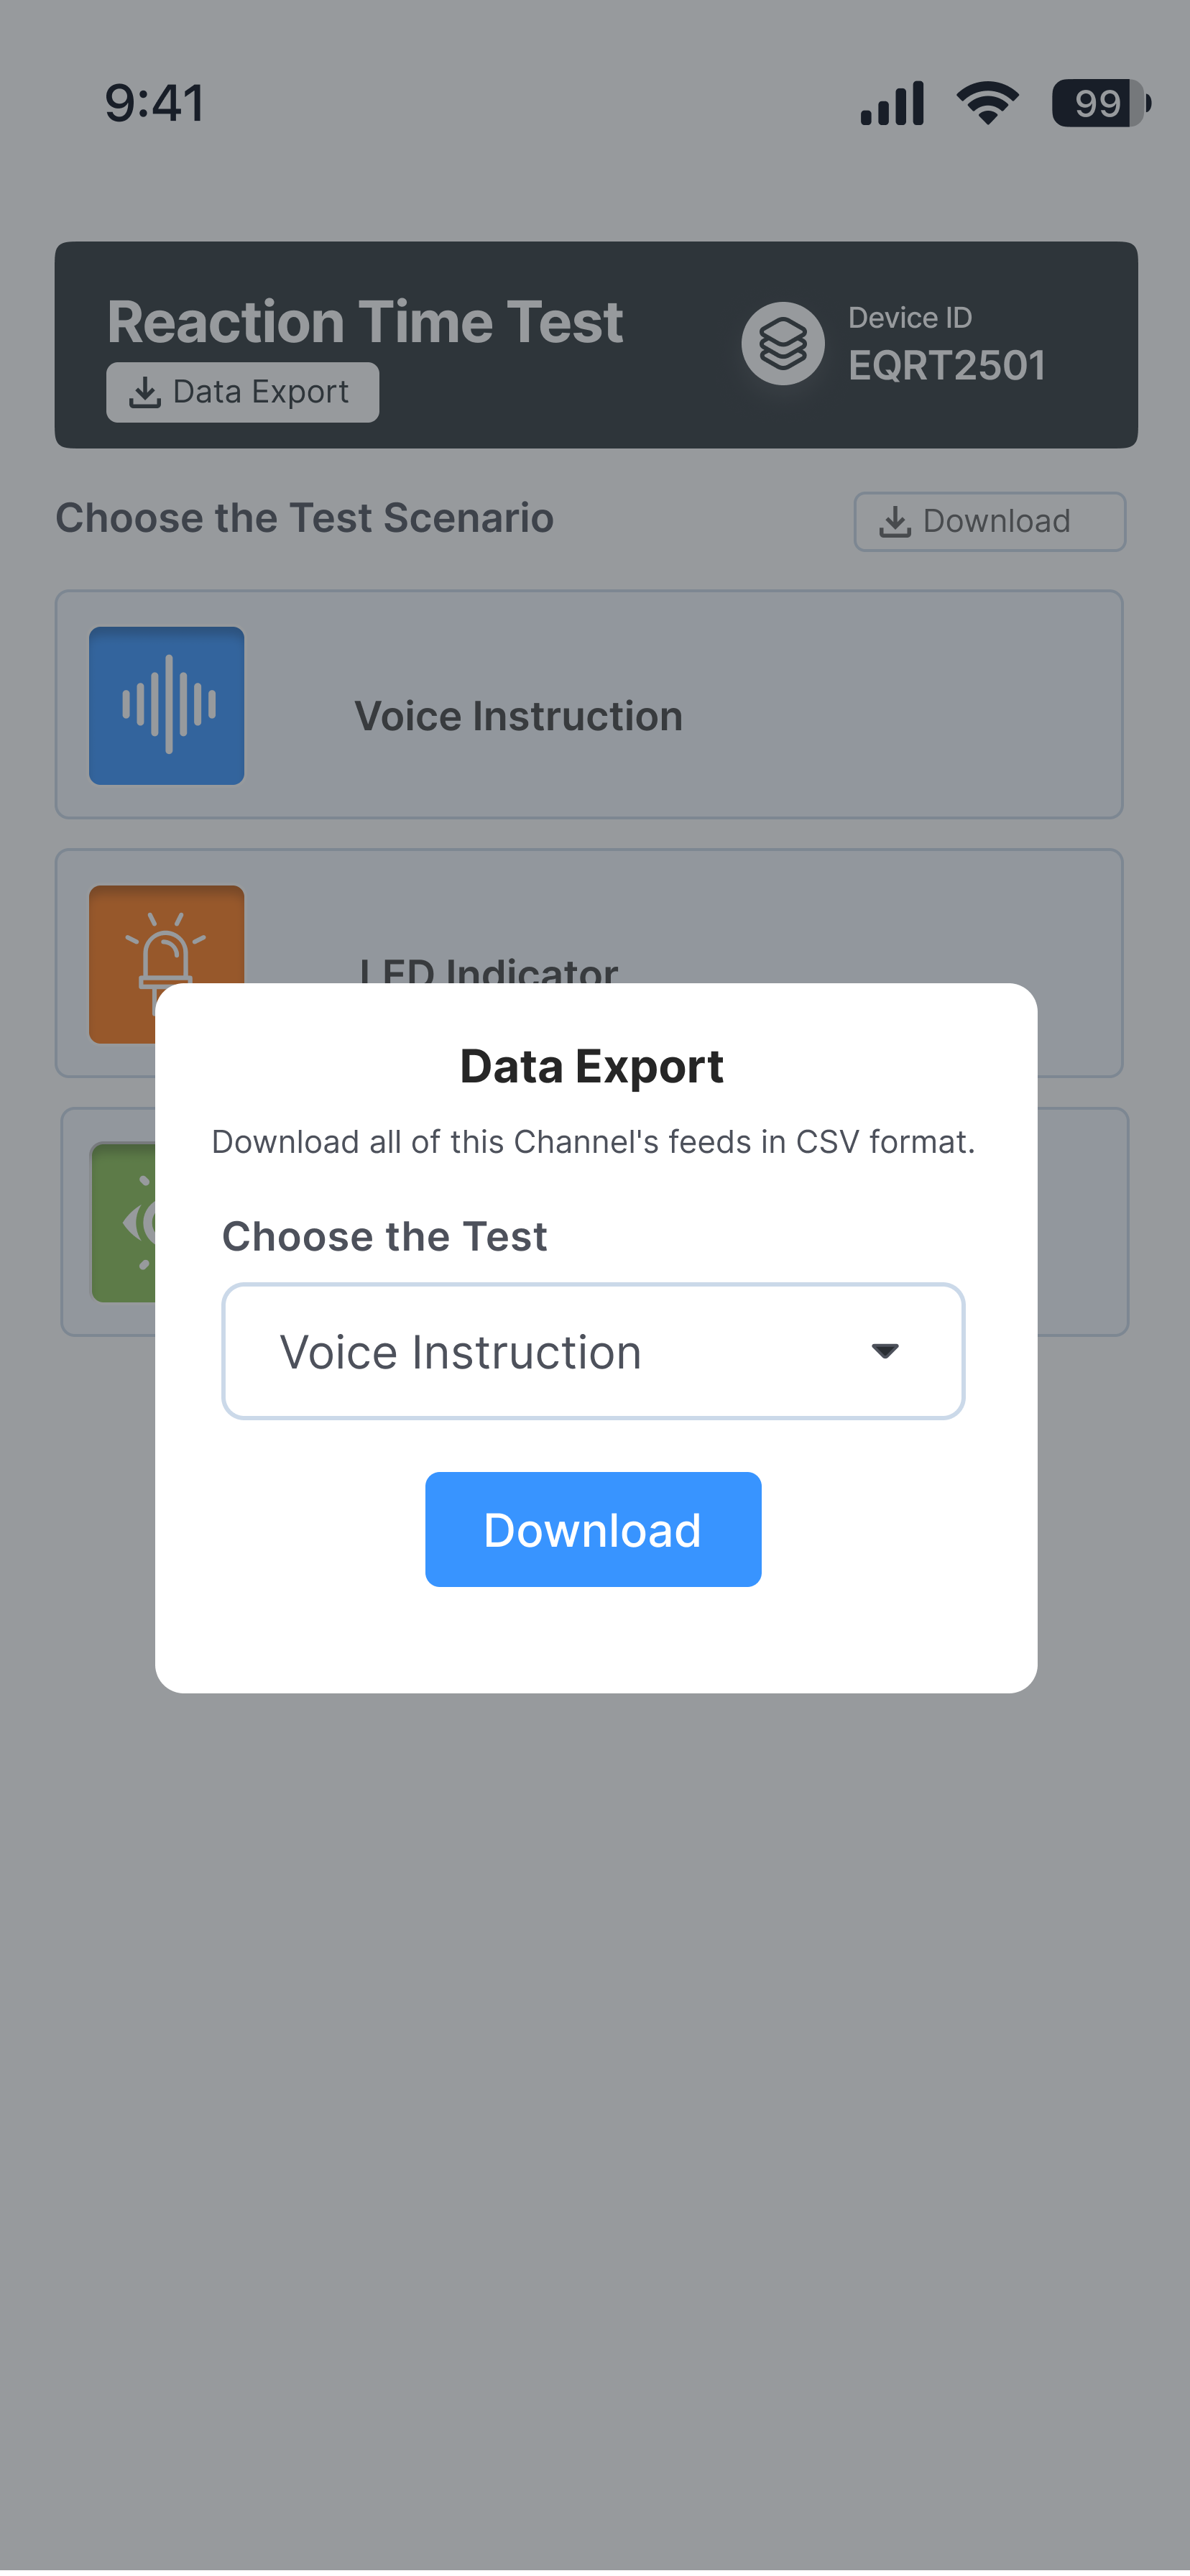 9:41
99
Reaction Time Test
Data Export
Device ID
EQRT2501
Choose the Test Scenario
Download
Voice Instruction
LED Indicator
Data Export
Download all of this Channel's feeds in CSV format.
Choose the Test
Voice Instruction
Download